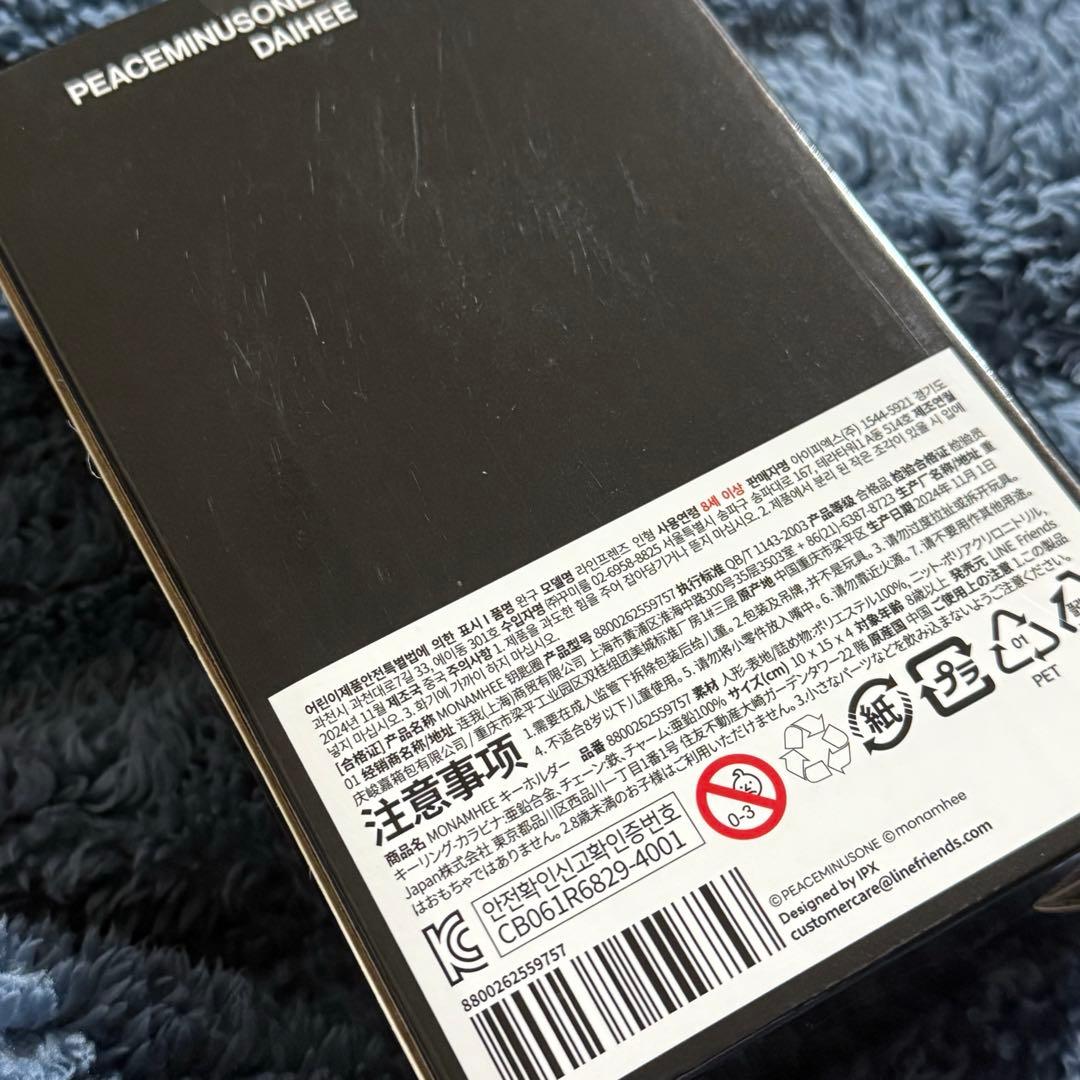 PEACEMINUSONE
DAIHEE
어린이제품안전특별법에 의한 표시 | 품명 완구 모델명 라인프렌즈 인형 사용연령 8세 이상 판매자명 아이피엑스(주) 1544-5921 경기도
과천시 과천대로7길 33, 에이동 301호 수입자명 ㈜쿠미룸 02-6958-8825 서울특별시 송파구 송파대로 167, 테라타워1 A동 514호 제조연월
2024년 11월 제조국 중국 주의사항 1. 제품을 과도한 힘을 주어 잡아당기거나 뜯지 마십시오. 2. 제품에서 분리 된 작은 조각이 있을 시 입에
넣지 마십시오. 3. 화기에 가까이 하지 마십시오
[合格证] 产品名称 MONAMHEE 钥匙圈 产品型号 8800262559757 执行标准 QB/T 1143-2003 产品等级 合格品 检验合格证 检验员
01 经销商名称/地址 连我(上海)商贸有限公司 上海市黄浦区淮海中路300号35层3503室 + 86(21)-6387-8723 生产厂名称/地址 重
庆峻嘉箱包有限公司/重庆市梁平工业园区双桂组团美城标准厂房1#三层 原产地 中国重庆市梁平区 生产日期 2024年 11月 1日
注意事项
1.需要在成人监管下拆除包装后给儿童。2.包装及吊牌,并不是玩具。3.请勿过度拉扯或拆开玩具。
4. 不适合8岁以下儿童使用。5.请勿将小零件放入嘴中。6. 请勿靠近火源。7.请不要用作其他用途。
商品名 MONAMHEE キーホルダー 品番 8800262559757 素材 人形-表地/詰め物:ポリエステル100%, ニット-ポリアクリロニトリル,
キーリング-カラビナ:亜鉛合金, チェーン:鉄, チャーム:亜鉛100% サイズ(cm) 10 x 15 x 4 対象年齢 8歳以上 発売元 LINE Friends
Japan株式会社 東京都品川区西品川一丁目1番1号 住友不動産大崎ガーデンタワー22 階 原産国 中国 ご使用上の注意 1.この製品
はおもちゃではありません。2.8歳未満のお子様はご利用いただけません。3.小さなパーツなどを飲み込まないようご注意ください。
안전확인신고확인증번호
CB061R6829-4001
0-3
紙
プラ
01
PET
8800262559757
©PEACEMINUSONE ©monamhee
Designed by IPX
customercare@linefriends.com